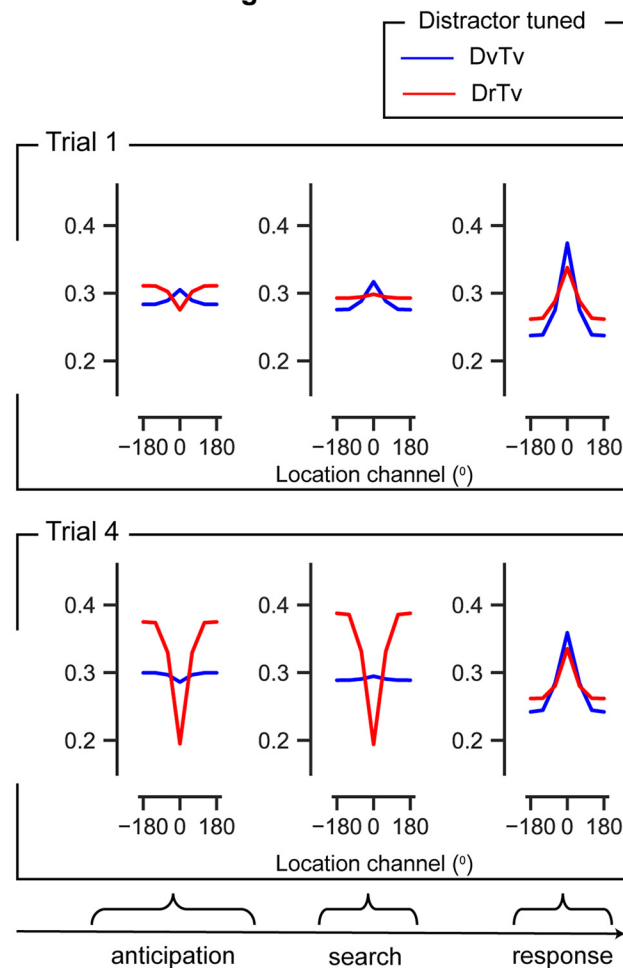 Distractor tuned
DvTv
DrTv
Trial 1
0.4 0.4 0.4
0.3 0.3 0.3
0.2 0.2 0.2
−180 0 180 −180 0 180 −180 0 180
Location channel (⁰)
Trial 4
0.4 0.4 0.4
0.3 0.3 0.3
0.2 0.2 0.2
−180 0 180 −180 0 180 −180 0 180
Location channel (⁰)
anticipation search response